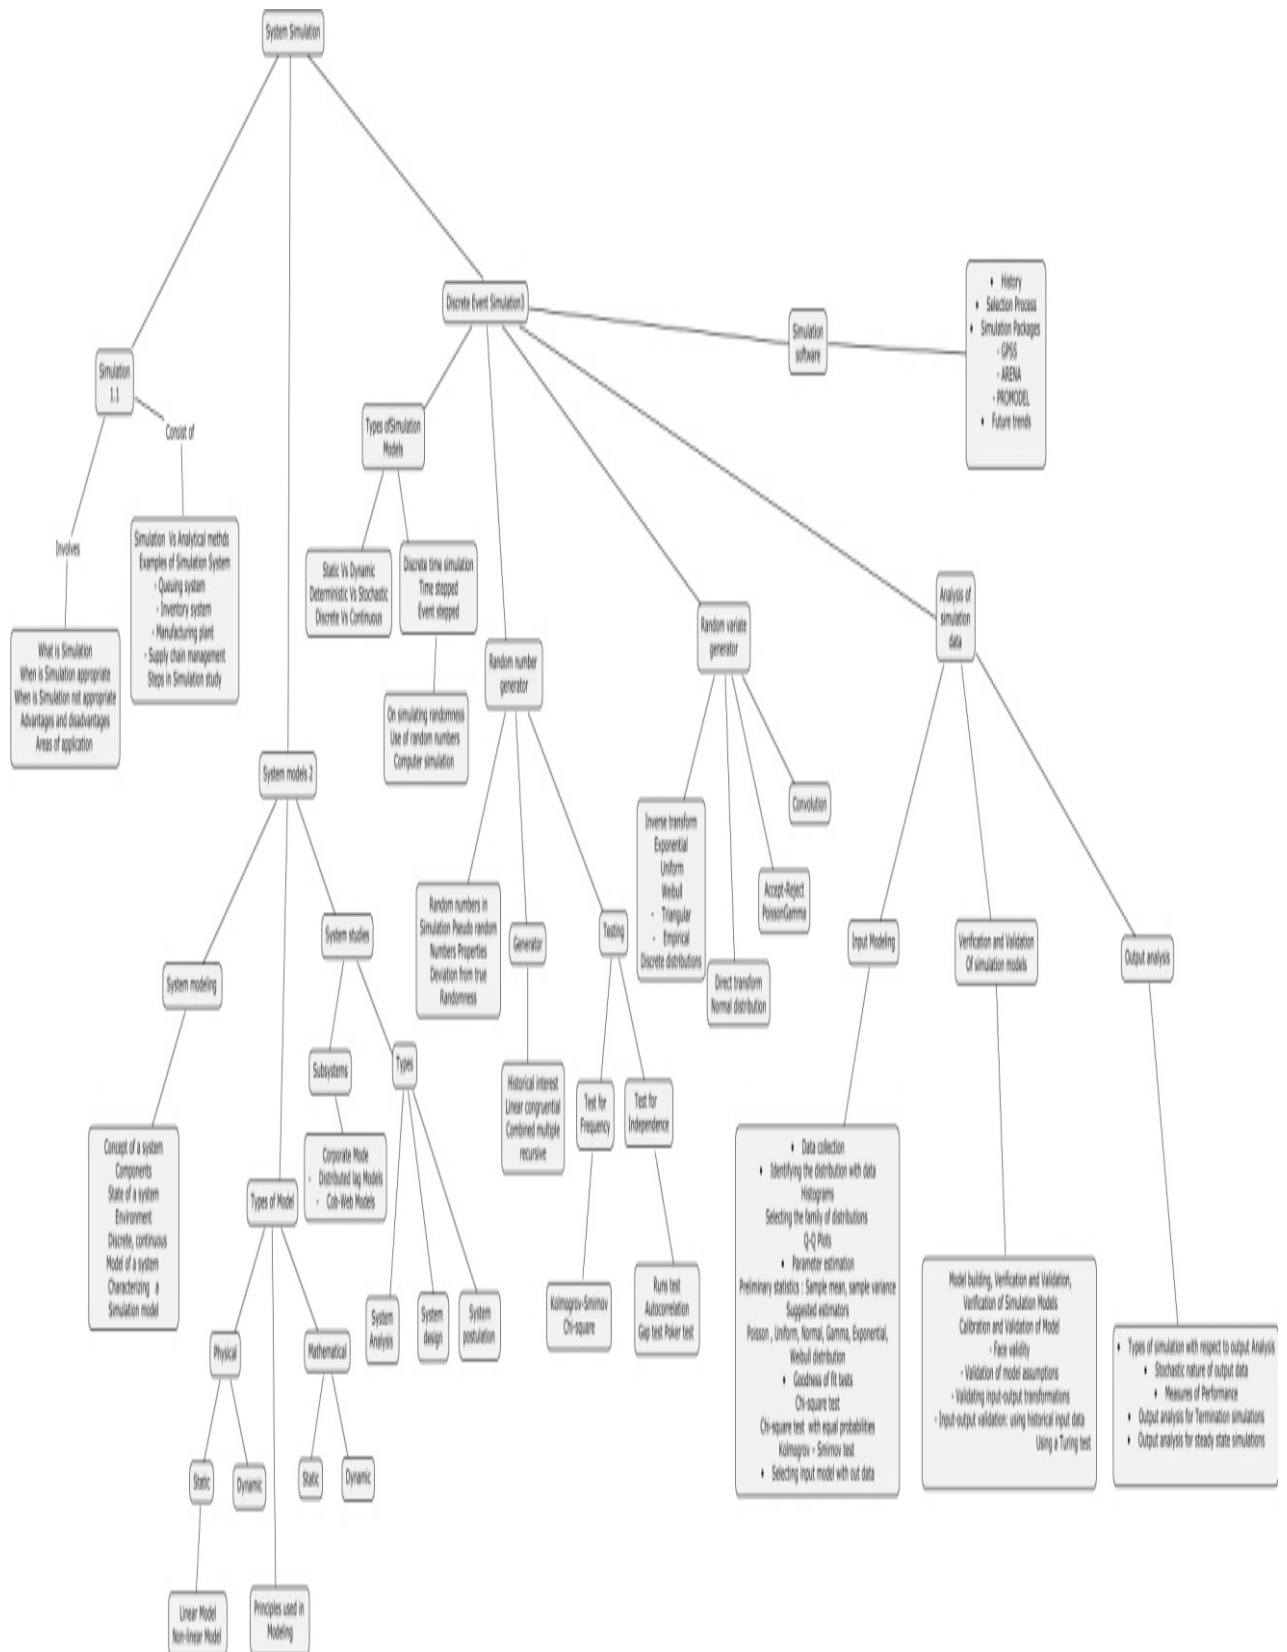 System Simulation
Discrete Event Simulation3
Simulation
software
• History
• Selection Process
• Simulation Packages
- GPSS
- ARENA
- PROMODEL
• Future trends
Simulation
1.1
Consist of
Involves
Simulation Vs Analytical methds
Examples of Simulation System
- Queuing system
- Inventory system
- Manufacturing plant
- Supply chain management
Steps in Simulation study
What is Simulation
When is Simulation appropriate
When is Simulation not appropriate
Advantages and disadvantages
Areas of application
Types ofSimulation
Models
Static Vs Dynamic
Deterministic Vs Stochastic
Discrete Vs Continuous
Discrete time simulation
Time stepped
Event stepped
On simulating randomness
Use of random numbers
Computer simulation
Random number
generator
Random variate
generator
Analysis of
simulation
data
System models 2
Convolution
Inverse transform
Exponential
Uniform
Weibull
- Triangular
- Empirical
Discrete distributions
Accept-Reject
PoissonGamma
Direct transform
Normal distribution
Random numbers in
Simulation Pseudo random
Numbers Properties
Deviation from true
Randomness
Generator
Testing
Historical interest
Linear congruential
Combined multiple
recursive
Test for
Frequency
Test for
Independence
Kolmogrov-Smirnov
Chi-square
Runs test
Autocorrelation
Gap test Poker test
System studies
System modeling
Subsystems
Types
Concept of a system
Components
State of a system
Environment
Discrete, continuous
Model of a system
Characterizing a
Simulation model
Corporate Mode
- Distributed lag Models
- Cob-Web Models
Types of Model
System
Analysis
System
design
System
postulation
Physical
Mathematical
Static
Dynamic
Static
Dynamic
Linear Model
Non-linear Model
Principles used in
Modeling
Input Modeling
Verification and Validation
Of simulation models
Output analysis
• Data collection
• Identifying the distribution with data
Histograms
Selecting the family of distributions
Q-Q Plots
• Parameter estimation
Preliminary statistics : Sample mean, sample variance
Suggested estimators
Poisson , Uniform, Normal, Gamma, Exponential,
Weibull distribution
• Goodness of fit tests
Chi-square test
Chi-square test with equal probabilities
Kolmogrov - Smirnov test
• Selecting input model with out data
Model building, Verification and Validation,
Verification of Simulation Models
Calibration and Validation of Model
- Face validity
- Validation of model assumptions
- Validating input-output transformations
- Input-output validation: using historical input data
Using a Turing test
• Types of simulation with respect to output Analysis
• Stochastic nature of output data
• Measures of Performance
• Output analysis for Termination simulations
• Output analysis for steady state simulations